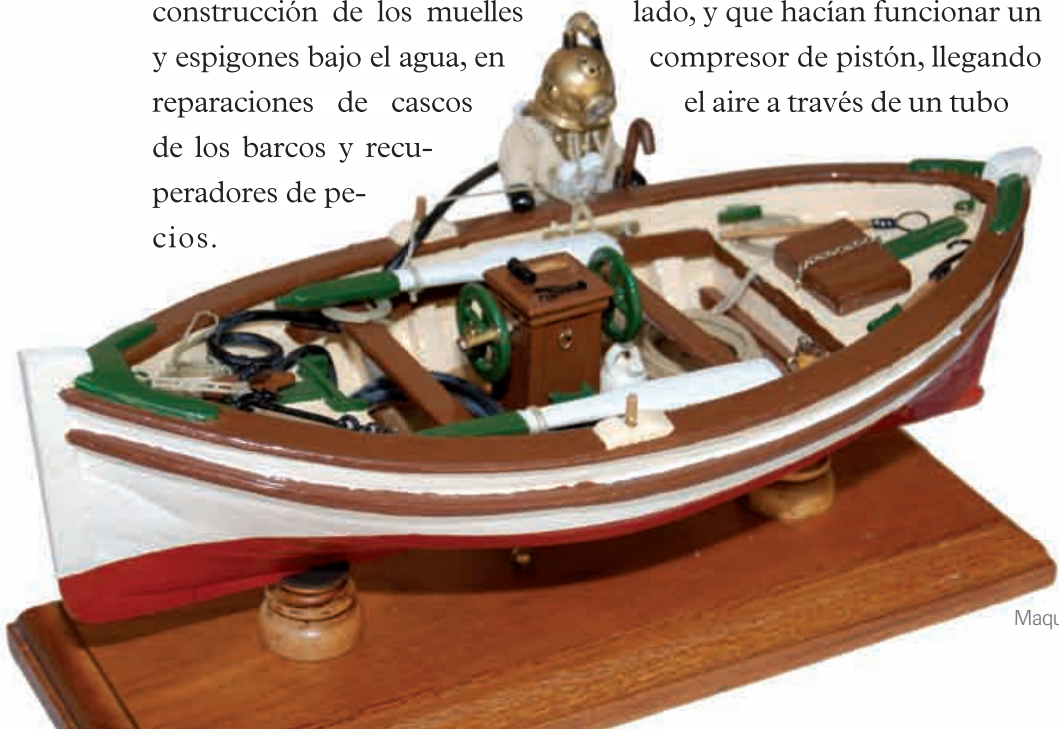 construcción de los muelles
y espigones bajo el agua, en
reparaciones de cascos
de los barcos y recu-
peradores de pe-
cios.
lado, y que hacían funcionar un
compresor de pistón, llegando
el aire a través de un tubo